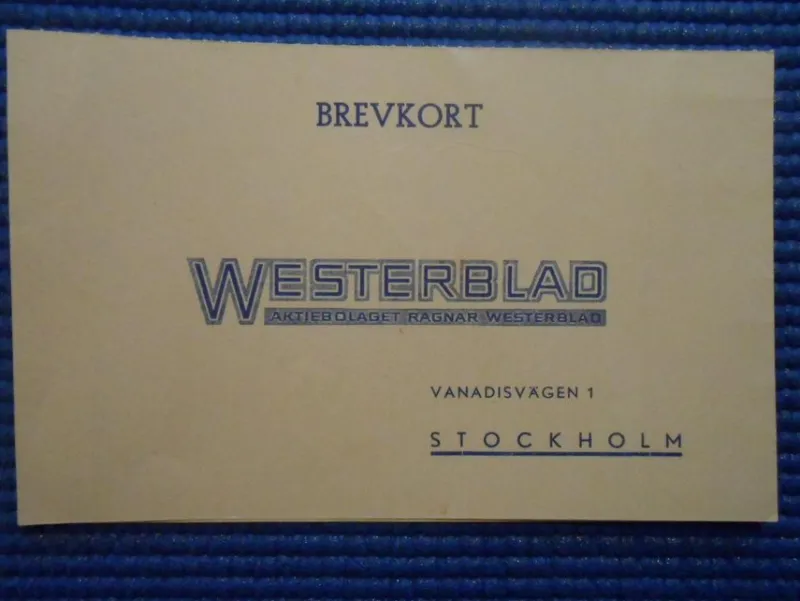 BREVKORT
WESTERBLAD
AKTIEBOLAGET RAGNAR WESTERBLAD
VANADISVÄGEN 1
STOCKHOLM